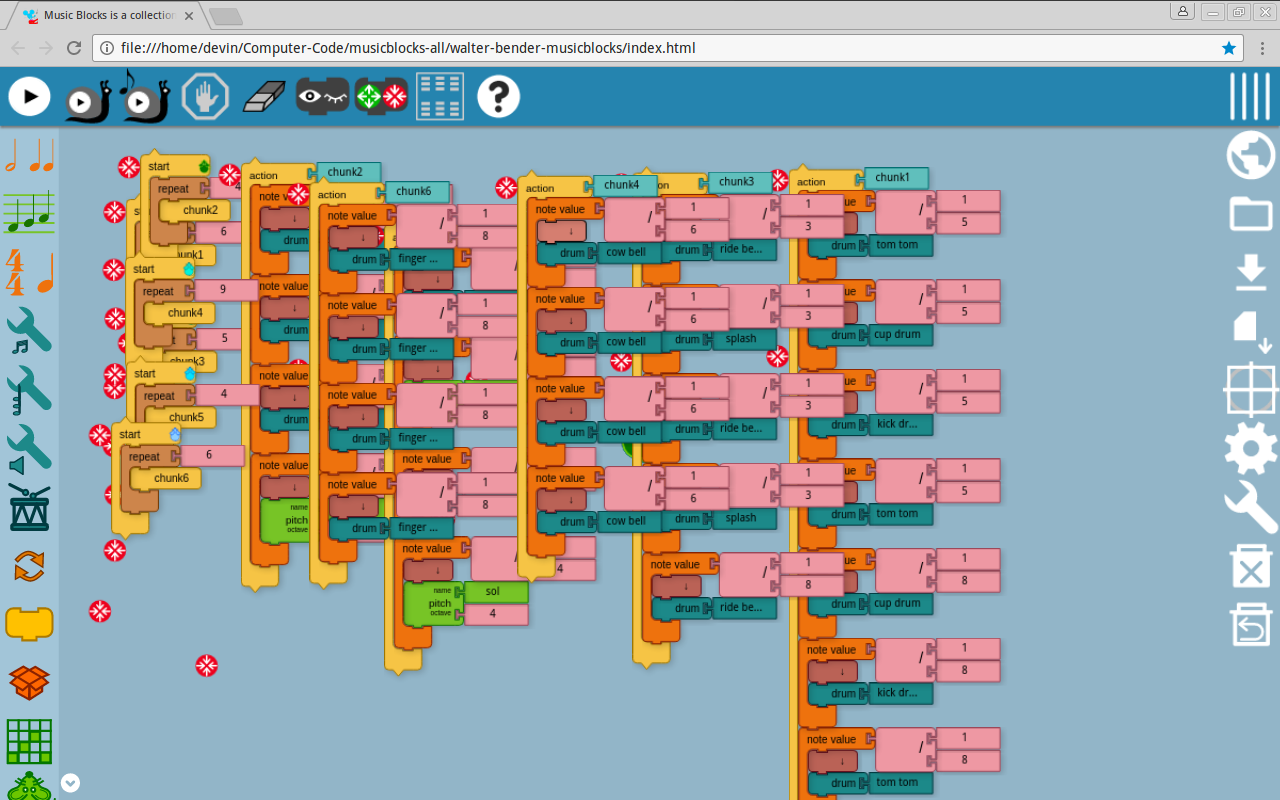 Music Blocks is a collectio
file:///home/devin/Computer-Code/musicblocks-all/walter-bender-musicblocks/index.html
start
repeat
4
chunk2
6
start
repeat
9
chunk4
5
chunk3
start
repeat
4
chunk5
start
repeat
6
chunk6
action
chunk2
drum
note value
drum
note value
drum
note value
name
pitch
octave
action
chunk6
note value
/
1
8
drum
finger ...
note value
/
1
8
drum
finger ...
note value
/
1
8
drum
finger ...
note value
/
1
8
drum
finger ...
note value
note value
4
name
sol
pitch
octave
4
action
chunk4
note value
/
1
6
drum
cow bell
note value
/
1
6
drum
cow bell
note value
/
1
6
drum
cow bell
note value
/
1
6
drum
cow bell
chunk3
/
1
3
drum
ride be...
/
1
3
drum
splash
/
1
3
drum
ride be...
/
1
3
drum
splash
note value
/
1
8
drum
ride be...
action
chunk1
/
1
5
drum
tom tom
/
1
5
drum
cup drum
/
1
5
drum
kick dr...
/
1
5
drum
tom tom
/
1
8
drum
cup drum
note value
/
1
8
drum
kick dr...
note value
/
1
8
drum
tom tom